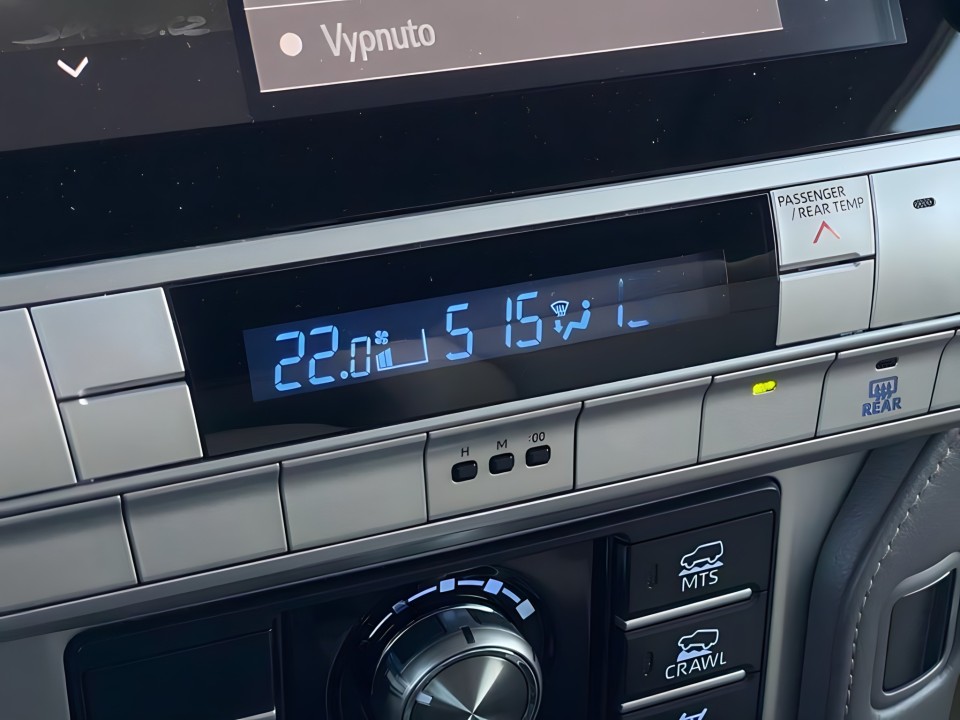 Vypnuto
PASSENGER
/REAR TEMP
22.0 5 15 L
H M :00
REAR
MTS
CRAWL